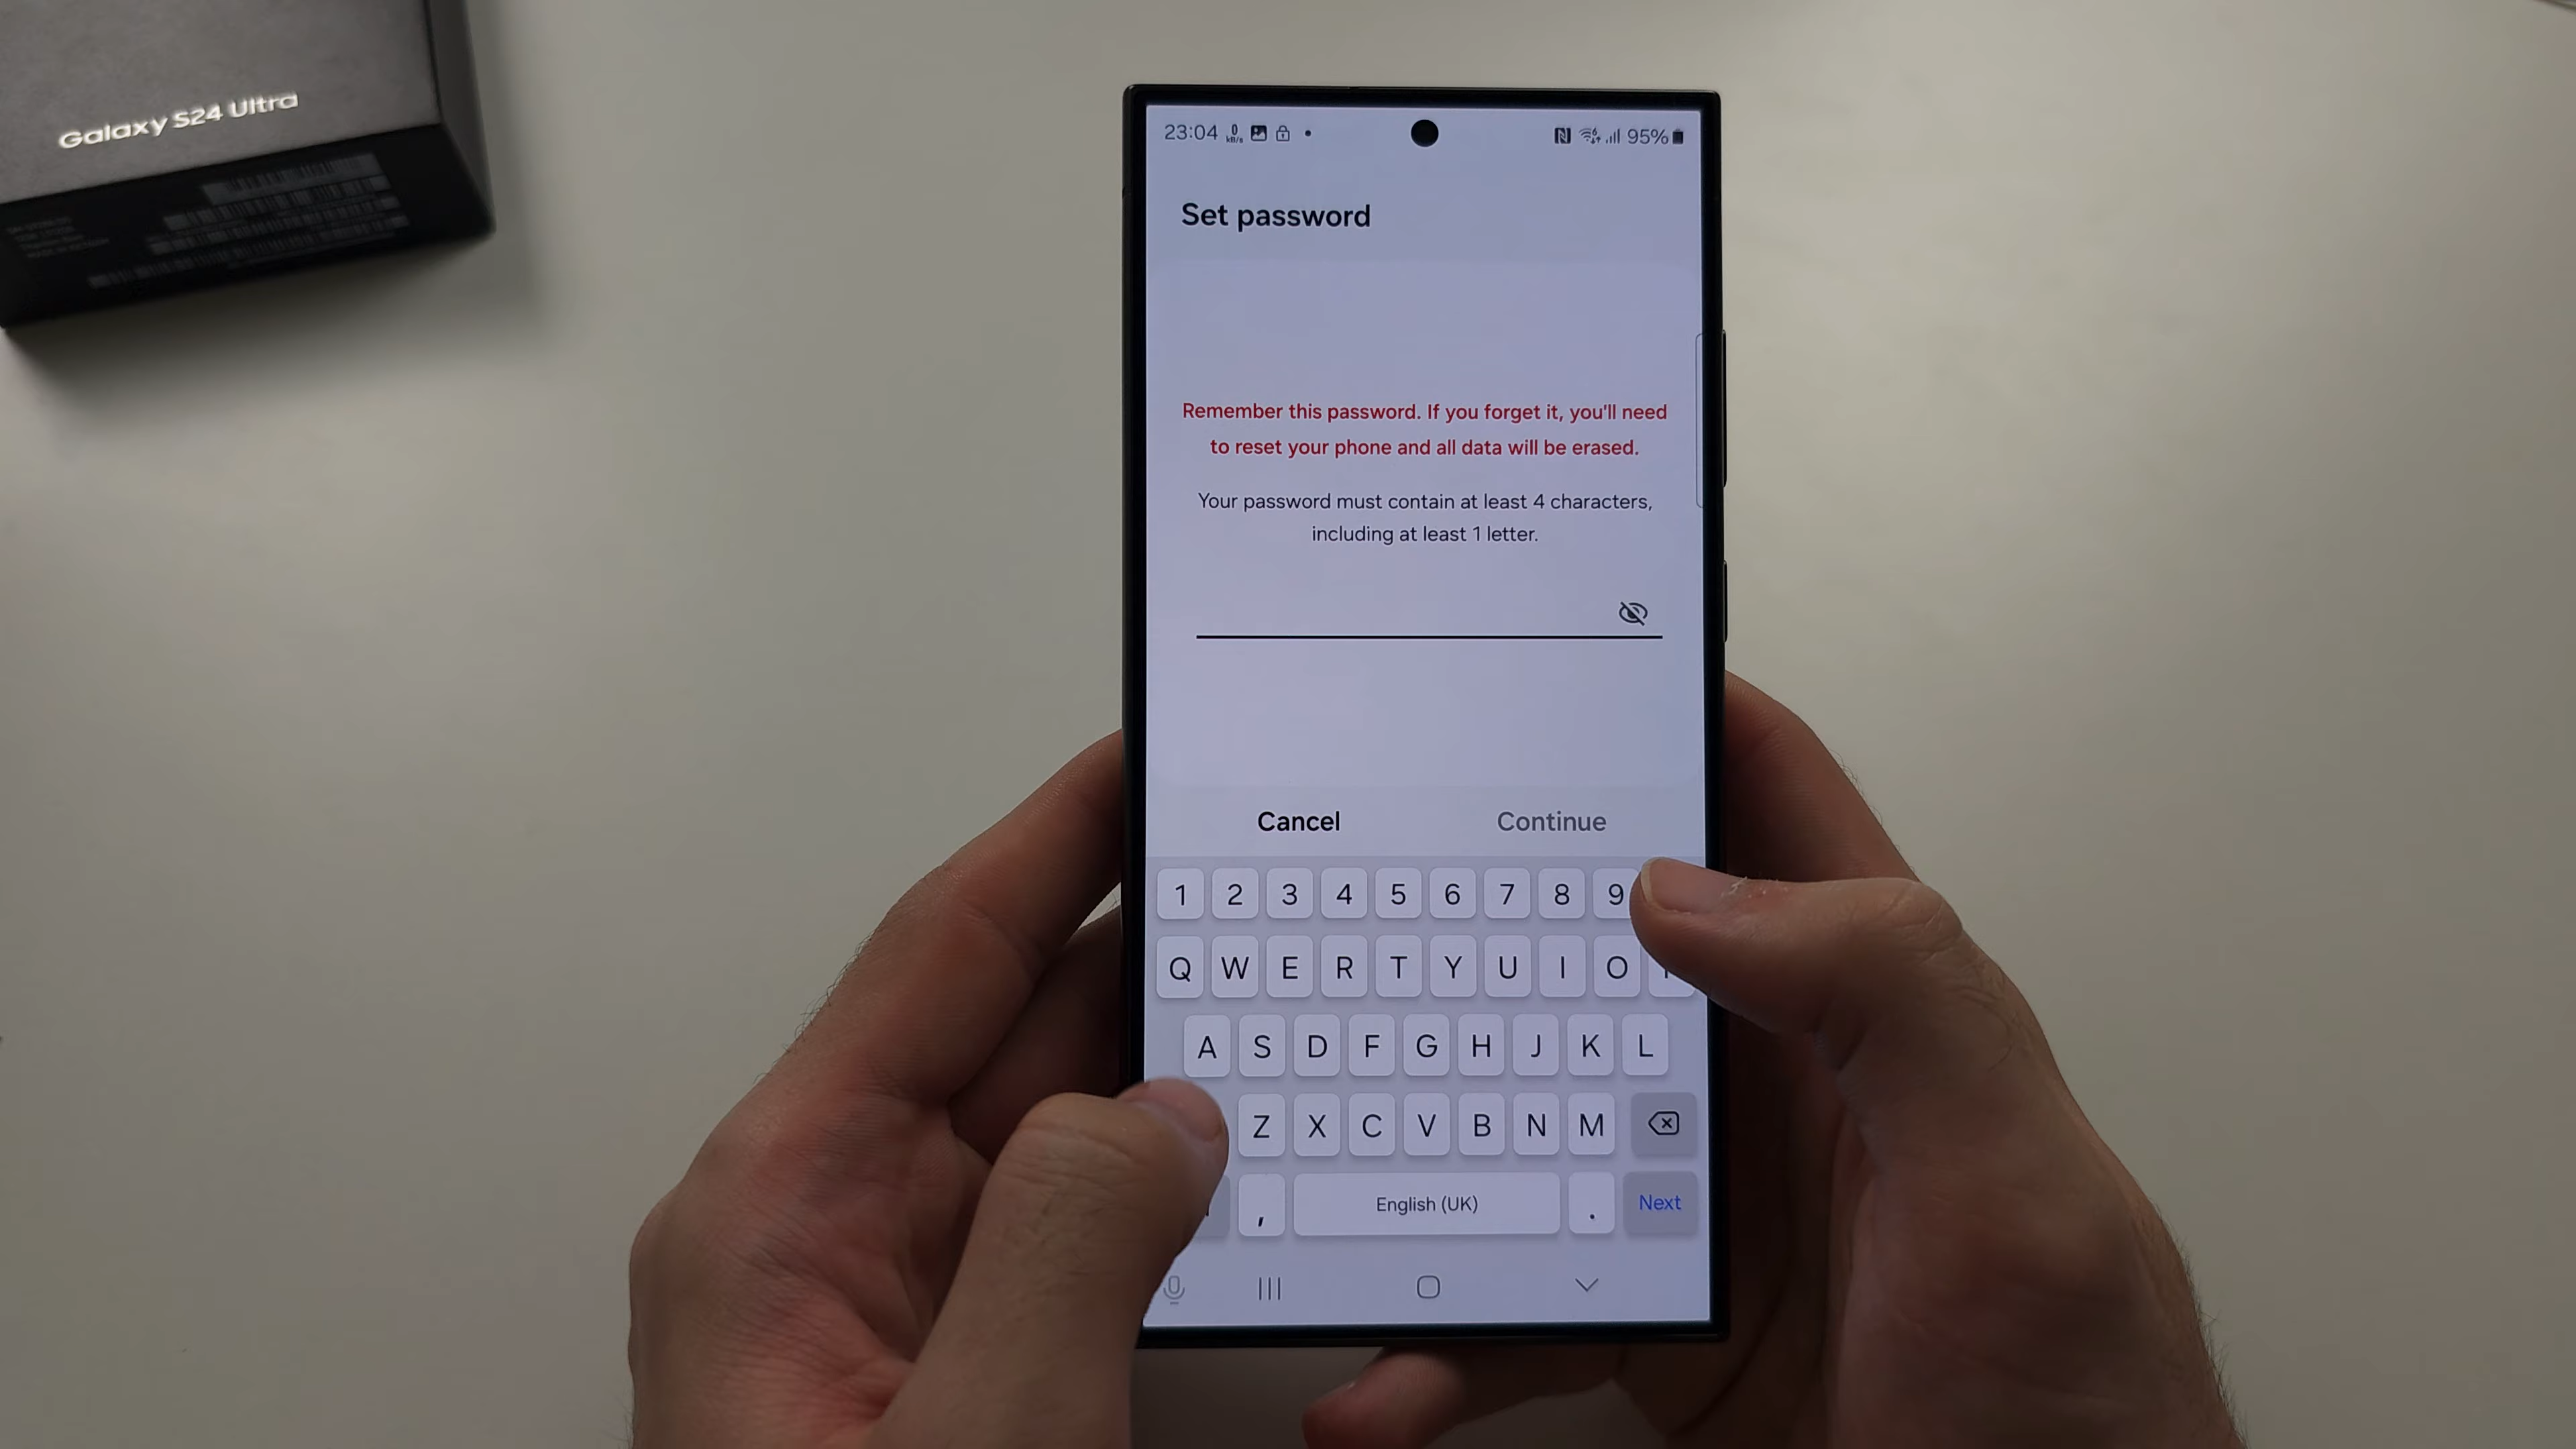 Galaxy S24 Ultra
23:04 0 kB/s 95%
Set password
Remember this password. If you forget it, you'll need
to reset your phone and all data will be erased.
Your password must contain at least 4 characters,
including at least 1 letter.
Cancel Continue
1 2 3 4 5 6 7 8 9
Q W E R T Y U I O
A S D F G H J K L
Z X C V B N M
, English (UK) . Next